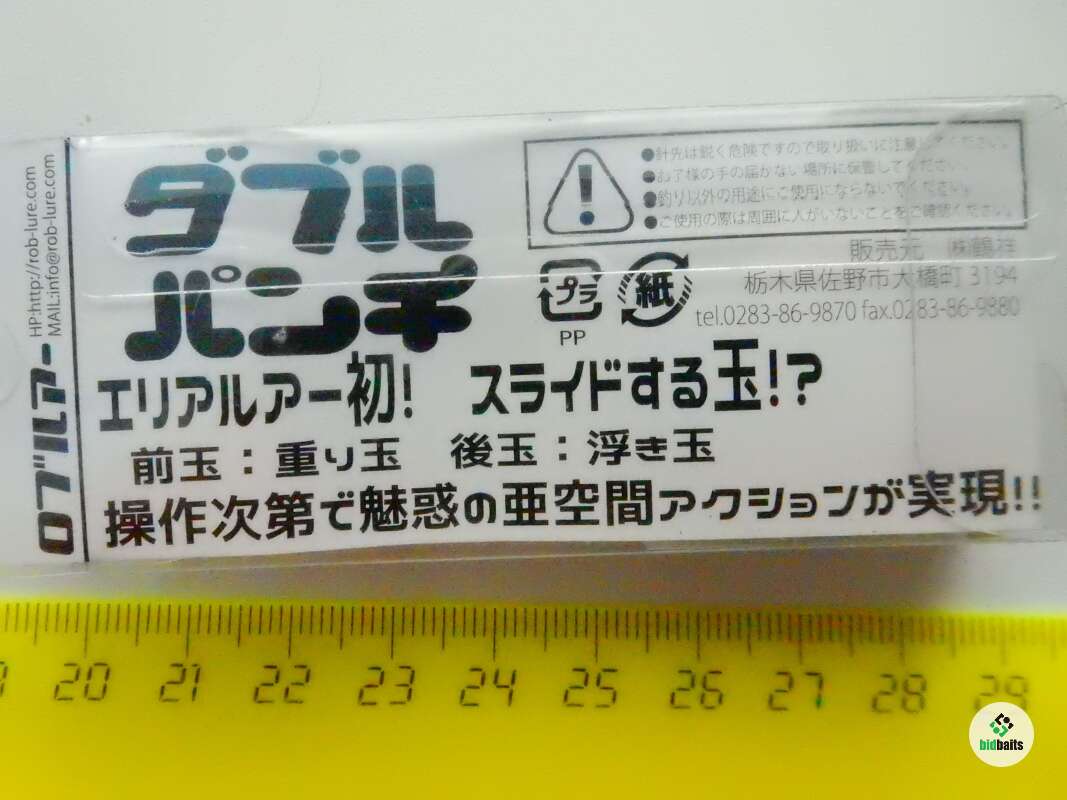 HP:http://rob-lure.com
MAIL:info@rob-lure.com
ロブルアー
ダブル
パンチ
●針先は鋭く危険ですので取り扱いに注意してください。
●お子様の手の届かない場所に保管してください。
●釣り以外の用途にご使用にならないでください。
●ご使用の際は周囲に人がいないことをご確認ください。
プラ
PP
紙
販売元 ㈱鶴祥
栃木県佐野市大橋町 3194
tel.0283-86-9870 fax.0283-86-9880
エリアルアー初! スライドする玉!?
前玉:重り玉 後玉:浮き玉
操作次第で魅惑の亜空間アクションが実現!!
20 21 22 23 24 25 26 27 28 29
bidbaits